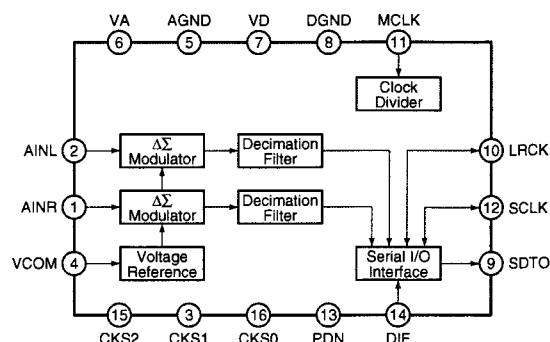 VA AGND VD DGND MCLK
6 5 7 8 11
Clock
Divider
AINL 2 ΔΣ
Modulator Decimation
Filter 10 LRCK
AINR 1 ΔΣ
Modulator Decimation
Filter 12 SCLK
VCOM 4 Voltage
Reference Serial I/O
Interface 9 SDTO
15 3 16 13 14
CKS2 CKS1 CKS0 PDN DIF